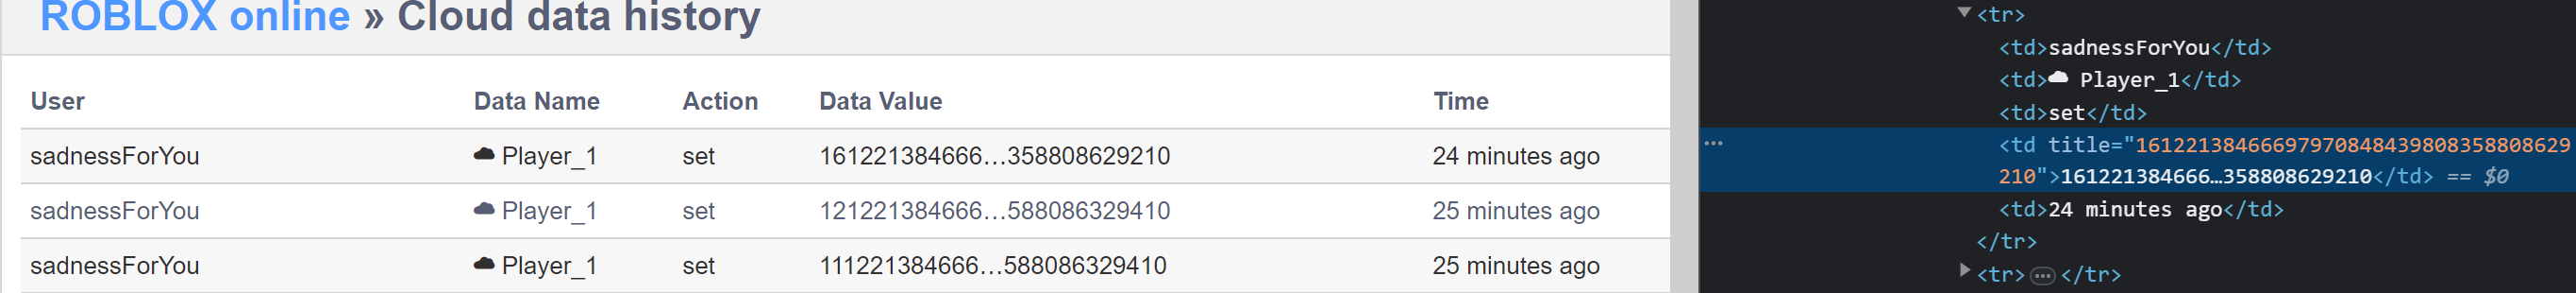 ROBLOX online » Cloud data history
User Data Name Action Data Value Time
sadnessForYou Player_1 set 161221384666…358808629210 24 minutes ago
sadnessForYou Player_1 set 121221384666…588086329410 25 minutes ago
sadnessForYou Player_1 set 111221384666…588086329410 25 minutes ago
<tr>
<td>sadnessForYou</td>
<td>☁ Player_1</td>
<td>set</td>
… <td title="16122138466697970848439808358808629
210">161221384666…358808629210</td> == $0
<td>24 minutes ago</td>
</tr>
<tr>…</tr>